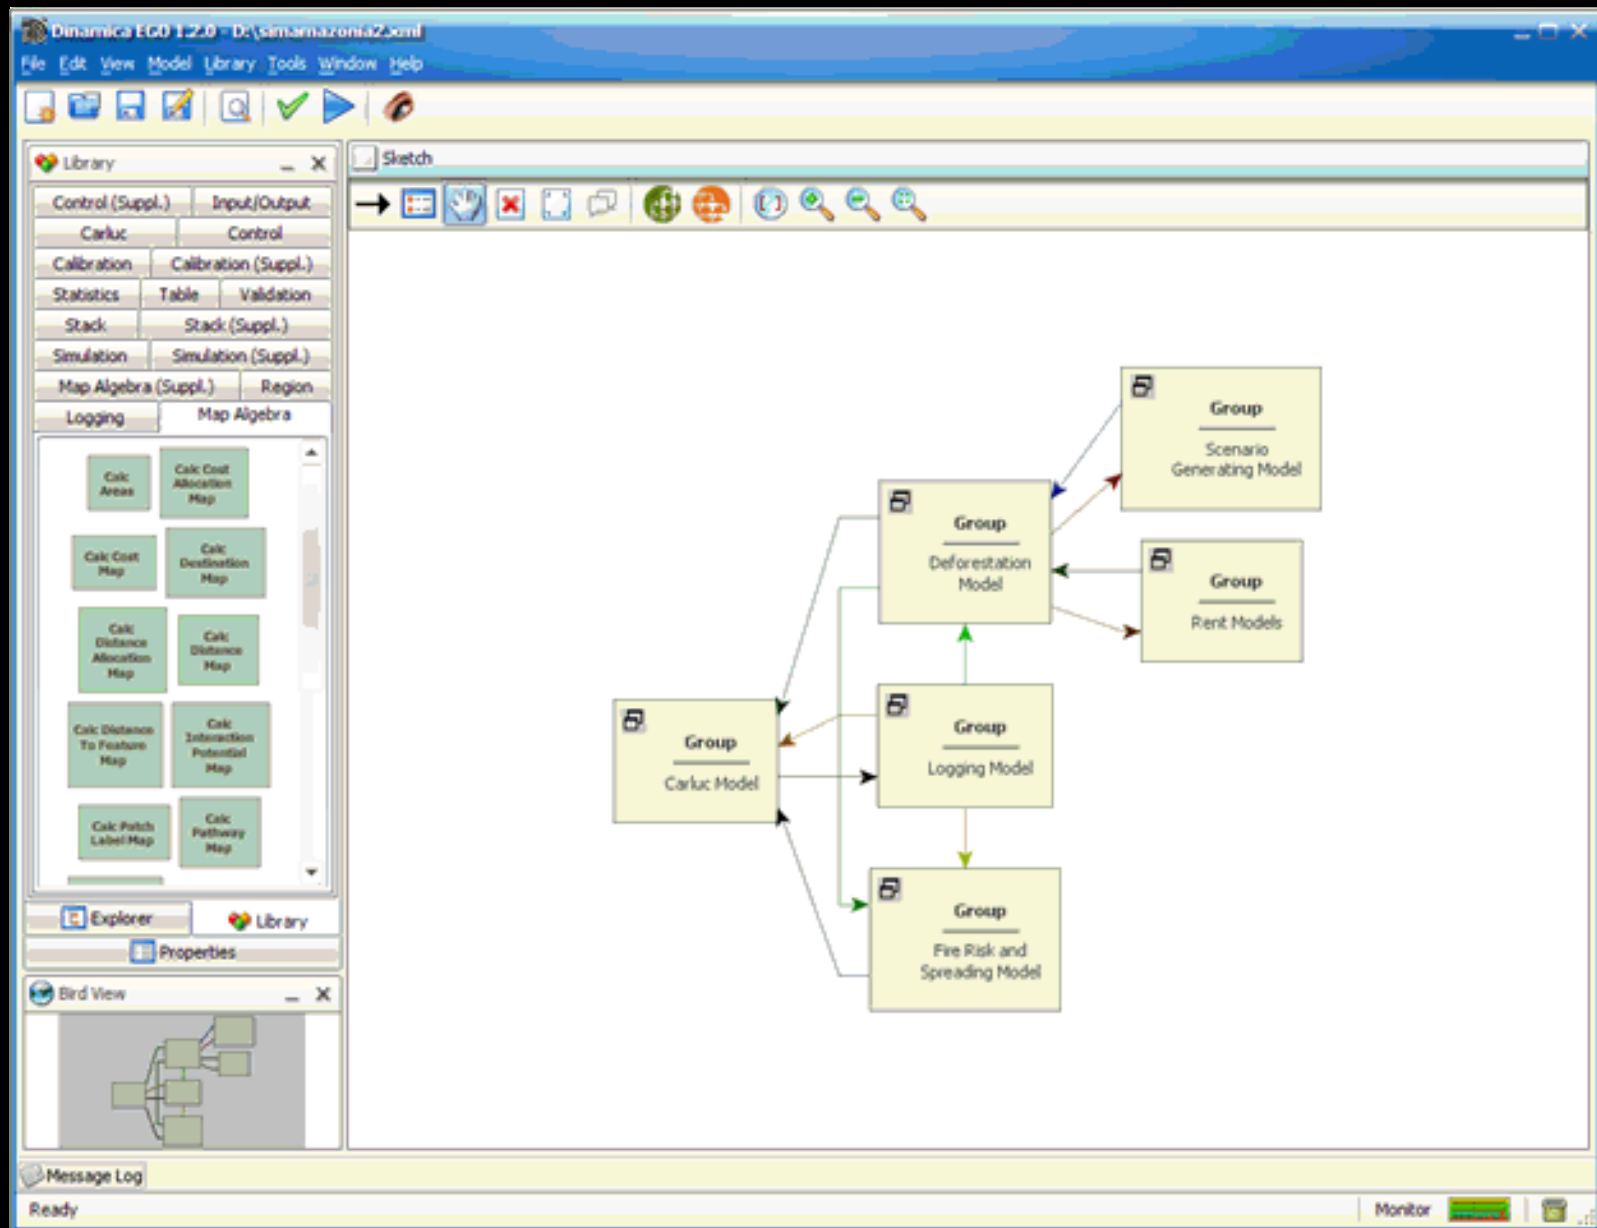 Dinamica EGO 1.2.0 - D:\simamazonia2.xml
File Edit View Model Library Tools Window Help
Library
Sketch
Control (Suppl.) Input/Output
Carluc Control
Calibration Calibration (Suppl.)
Statistics Table Validation
Stack Stack (Suppl.)
Simulation Simulation (Suppl.)
Map Algebra (Suppl.) Region
Logging Map Algebra
Calc
Areas
Calc Cost
Allocation
Map
Calc Cost
Map
Calc
Destination
Map
Calc
Distance
Allocation
Map
Calc
Distance
Map
Calc Distance
To Feature
Map
Calc
Interaction
Potential
Map
Calc Patch
Label Map
Calc
Pathway
Map
Explorer Library
Properties
Bird View
Group
Scenario
Generating Model
Group
Deforestation
Model
Group
Rent Models
Group
Carluc Model
Group
Logging Model
Group
Fire Risk and
Spreading Model
Message Log
Ready
Monitor